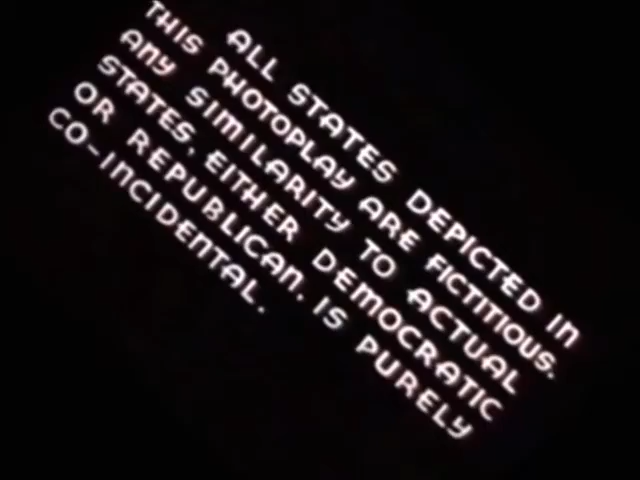 ALL STATES DEPICTED IN
THIS PHOTOPLAY ARE FICTITIOUS.
ANY SIMILARITY TO ACTUAL
STATES, EITHER DEMOCRATIC
OR REPUBLICAN. IS PURELY
CO-INCIDENTAL.